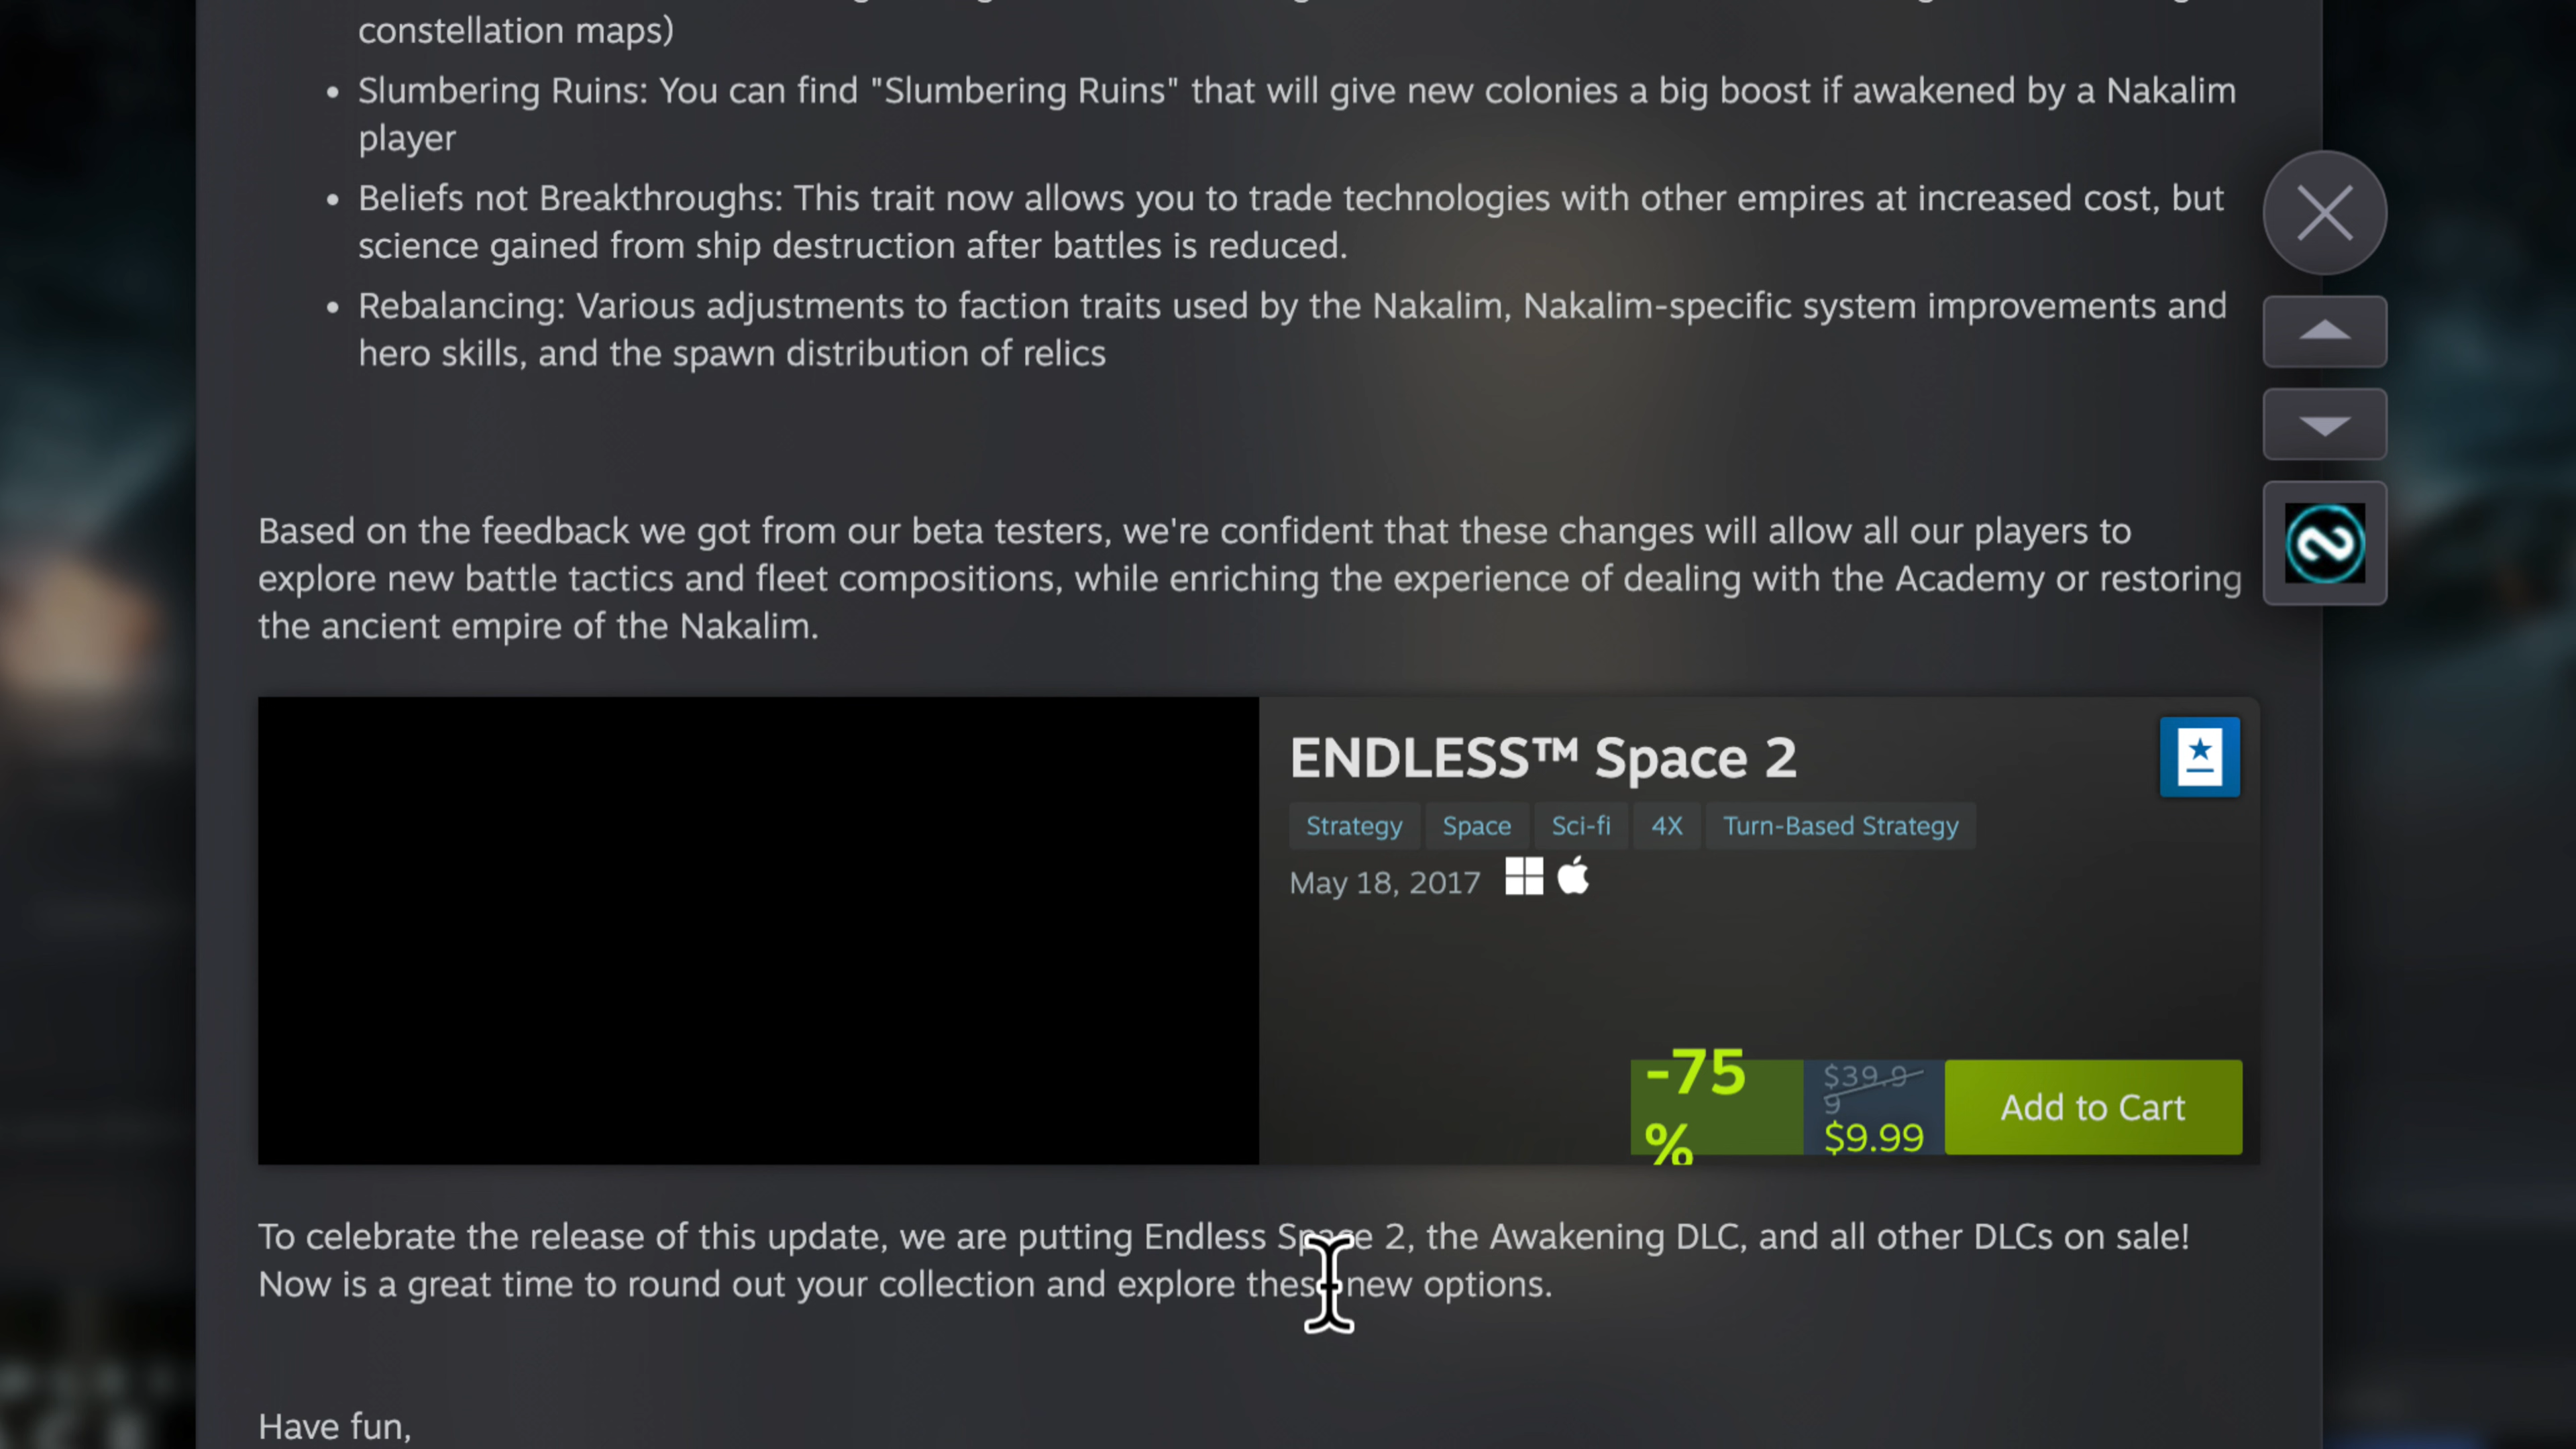 constellation maps)
Slumbering Ruins: You can find "Slumbering Ruins" that will give new colonies a big boost if awakened by a Nakalim
player
Beliefs not Breakthroughs: This trait now allows you to trade technologies with other empires at increased cost, but
science gained from ship destruction after battles is reduced.
Rebalancing: Various adjustments to faction traits used by the Nakalim, Nakalim-specific system improvements and
hero skills, and the spawn distribution of relics
Based on the feedback we got from our beta testers, we're confident that these changes will allow all our players to
explore new battle tactics and fleet compositions, while enriching the experience of dealing with the Academy or restoring
the ancient empire of the Nakalim.
ENDLESS™ Space 2
Strategy Space Sci-fi 4X Turn-Based Strategy
May 18, 2017
-75
%
$39.9
9
$9.99
Add to Cart
To celebrate the release of this update, we are putting Endless Space 2, the Awakening DLC, and all other DLCs on sale!
Now is a great time to round out your collection and explore these new options.
Have fun,